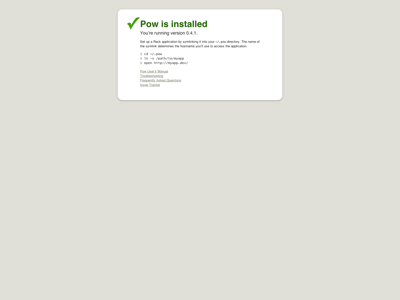 Pow is installed
You're running version 0.4.1.
Set up a Rack application by symlinking it into your ~/.pow directory. The name of
the symlink determines the hostname you'll use to access the application.
$ cd ~/.pow
$ ln -s /path/to/myapp
$ open http://myapp.dev/
Pow User's Manual
Troubleshooting
Frequently Asked Questions
Issue Tracker